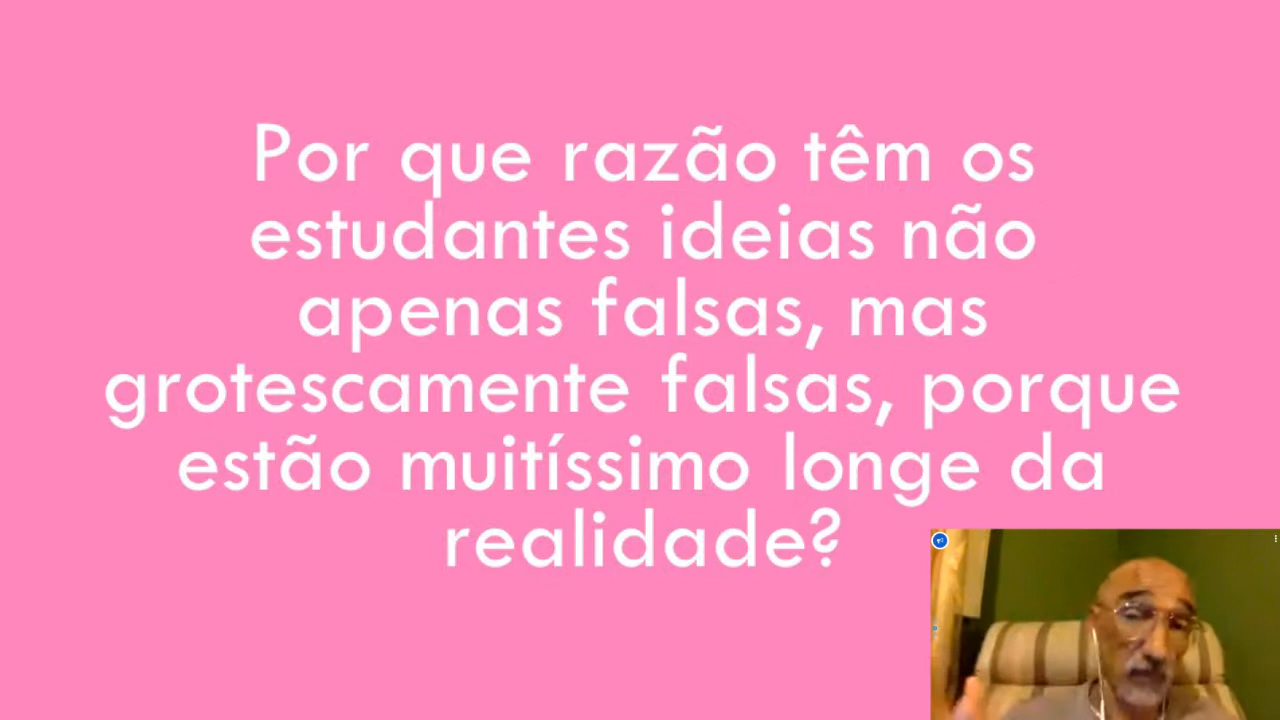 Por que razão têm os
estudantes ideias não
apenas falsas, mas
grotescamente falsas, porque
estão muitíssimo longe da
realidade?